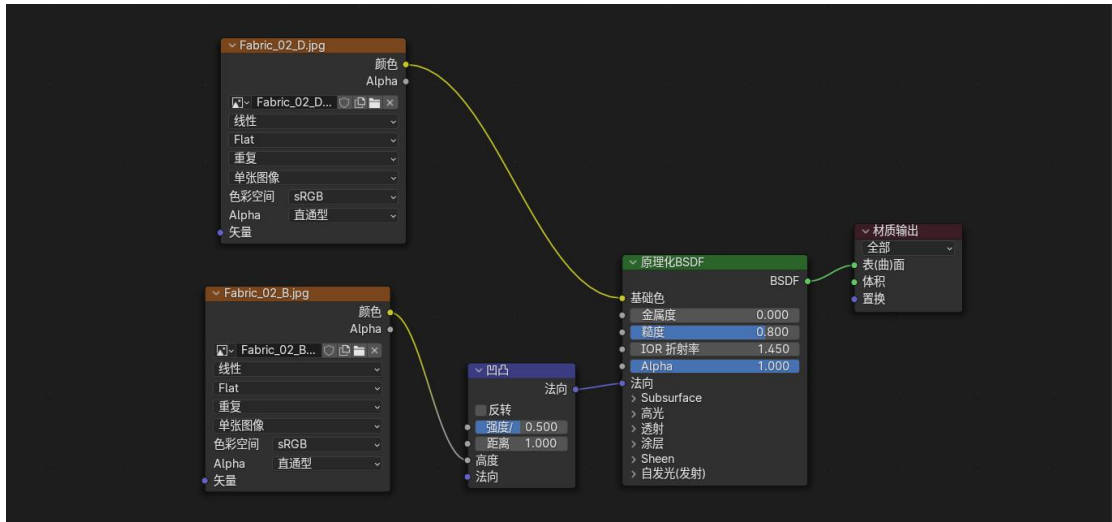 Fabric_02_D.jpg
颜色
Alpha
Fabric_02_D...
线性
Flat
重复
单张图像
色彩空间 sRGB
Alpha 直通型
矢量
Fabric_02_B.jpg
颜色
Alpha
Fabric_02_B...
线性
Flat
重复
单张图像
色彩空间 sRGB
Alpha 直通型
矢量
凹凸
法向
反转
强度/ 0.500
距离 1.000
高度
法向
原理化BSDF
BSDF
基础色
金属度 0.000
糙度 0.800
IOR 折射率 1.450
Alpha 1.000
法向
Subsurface
高光
透射
涂层
Sheen
自发光(发射)
材质输出
全部
表(曲)面
体积
置换